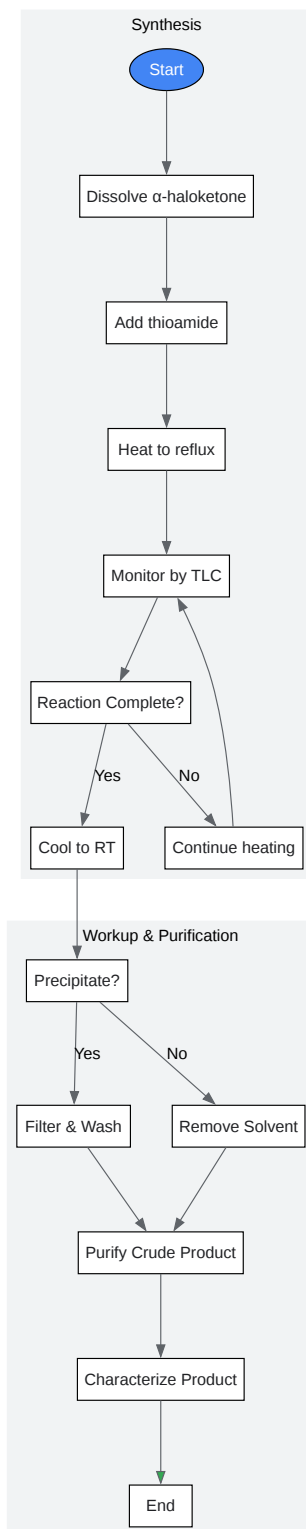 Synthesis
Start
Dissolve α-haloketone
Add thioamide
Heat to reflux
Monitor by TLC
Reaction Complete?
Yes
No
Cool to RT
Continue heating
Workup & Purification
Precipitate?
Yes
No
Filter & Wash
Remove Solvent
Purify Crude Product
Characterize Product
End